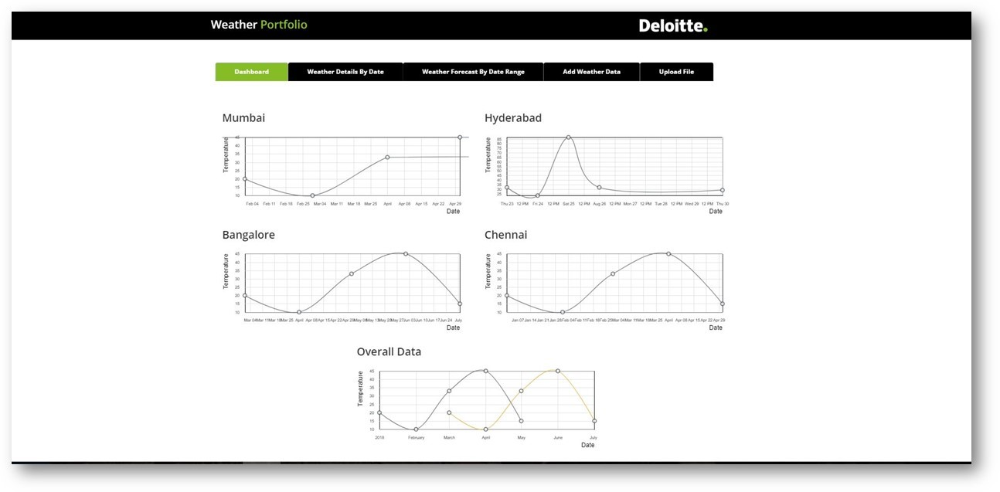 Weather Portfolio
Deloitte.
Dashboard
Weather Details By Date
Weather Forecast By Date Range
Add Weather Data
Upload File
Mumbai
Temperature
45
40
35
30
25
20
15
10
Feb 04 Feb 11 Feb 18 Feb 25 Mar 04 Mar 11 Mar 18 Mar 25 April Apr 08 Apr 15 Apr 22 Apr 29
Date
Hyderabad
Temperature
85
80
75
70
65
60
55
50
45
40
35
30
25
Thu 23 12 PM Fri 24 12 PM Sat 25 12 PM Aug 26 12 PM Mon 27 12 PM Tue 28 12 PM Wed 29 12 PM Thu 30
Date
Bangalore
Temperature
45
40
35
30
25
20
15
10
Mar 04 Mar 11 Mar 18 Mar 25 April Apr 08 Apr 15 Apr 22 Apr 29 May 06 May 13 May 20 May 27 Jun 03 Jun 10 Jun 17 Jun 24 July
Date
Chennai
Temperature
45
40
35
30
25
20
15
10
Jan 07 Jan 14 Jan 21 Jan 28 Feb 04 Feb 11 Feb 18 Feb 25 Mar 04 Mar 11 Mar 18 Mar 25 April Apr 08 Apr 15 Apr 22 Apr 29
Date
Overall Data
Temperature
45
40
35
30
25
20
15
10
2018 February March April May June July
Date